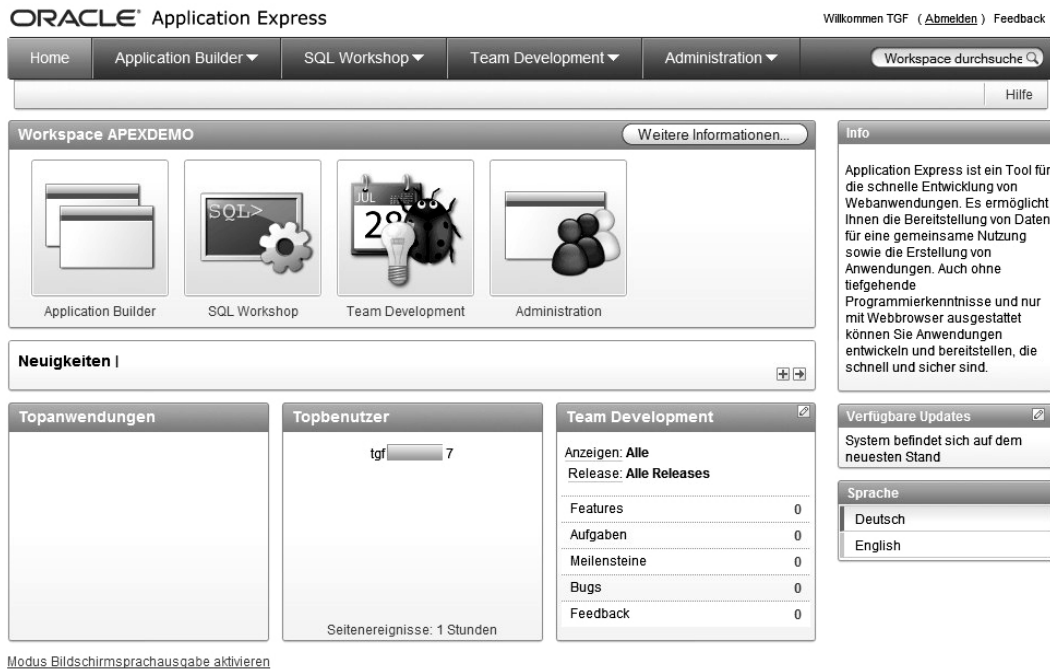 ORACLE Application Express
Willkommen TGF ( Abmelden ) Feedback
Home Application Builder SQL Workshop Team Development Administration Workspace durchsuche
Hilfe
Workspace APEXDEMO Weitere Informationen...
SQL>
JUL
28
Application Builder SQL Workshop Team Development Administration
Neuigkeiten |
Topanwendungen
Topbenutzer
tgf 7
Seitenereignisse: 1 Stunden
Team Development
Anzeigen: Alle
Release: Alle Releases
Features 0
Aufgaben 0
Meilensteine 0
Bugs 0
Feedback 0
Info
Application Express ist ein Tool für
die schnelle Entwicklung von
Webanwendungen. Es ermöglicht
Ihnen die Bereitstellung von Daten
für eine gemeinsame Nutzung
sowie die Erstellung von
Anwendungen. Auch ohne
tiefgehende
Programmierkenntnisse und nur
mit Webbrowser ausgestattet
können Sie Anwendungen
entwickeln und bereitstellen, die
schnell und sicher sind.
Verfügbare Updates
System befindet sich auf dem
neuesten Stand
Sprache
Deutsch
English
Modus Bildschirmsprachausgabe aktivieren